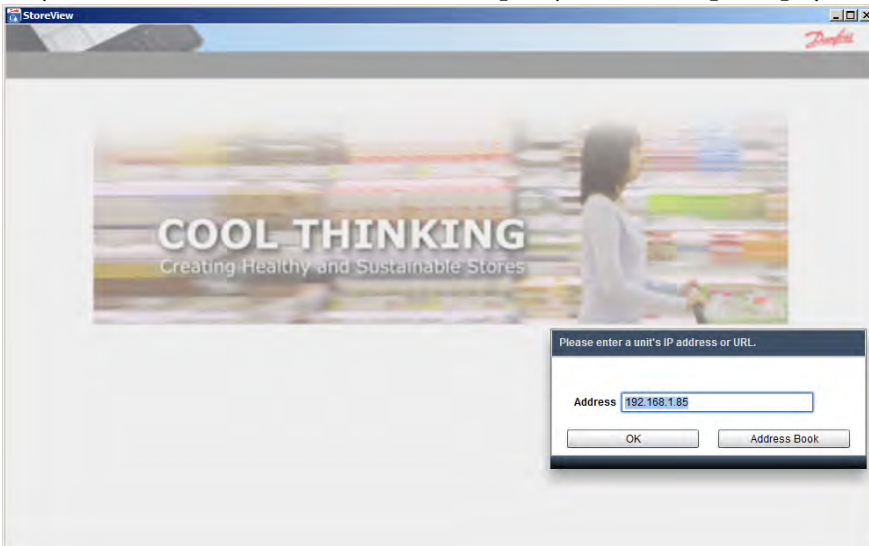 StoreView
Danfoss
COOL THINKING
Creating Healthy and Sustainable Stores
Please enter a unit's IP address or URL.
Address 192.168.1.85
OK Address Book